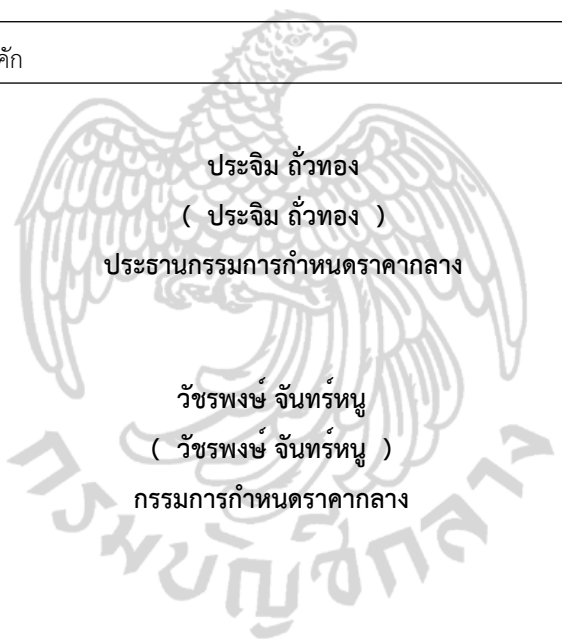 คัก
ประจิม ถั่วทอง
( ประจิม ถั่วทอง )
ประธานกรรมการกำหนดราคากลาง
วัชรพงษ์ จันทร์หนู
( วัชรพงษ์ จันทร์หนู )
กรรมการกำหนดราคากลาง
กรมบัญชีกลาง